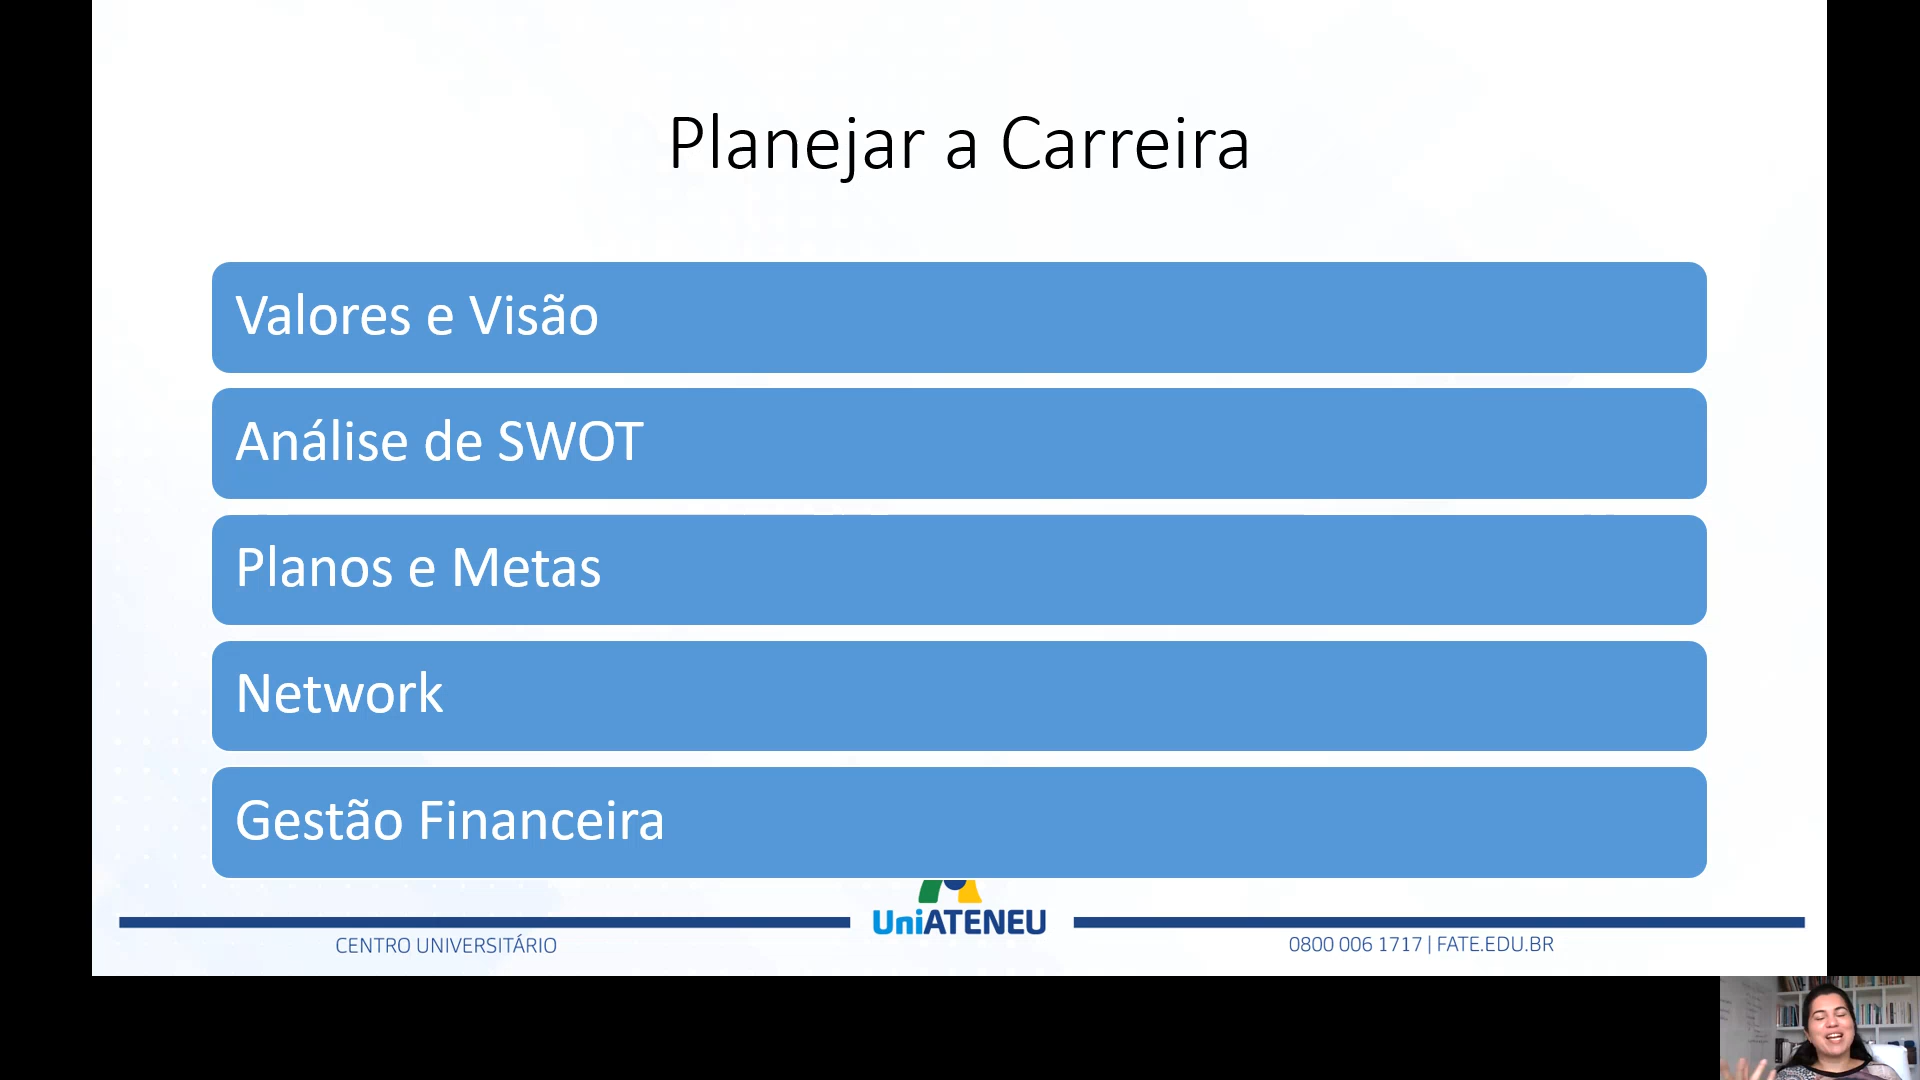 Planejar a Carreira
Valores e Visão
Análise de SWOT
Planos e Metas
Network
Gestão Financeira
UniATENEU
CENTRO UNIVERSITÁRIO
0800 006 1717 | FATE.EDU.BR